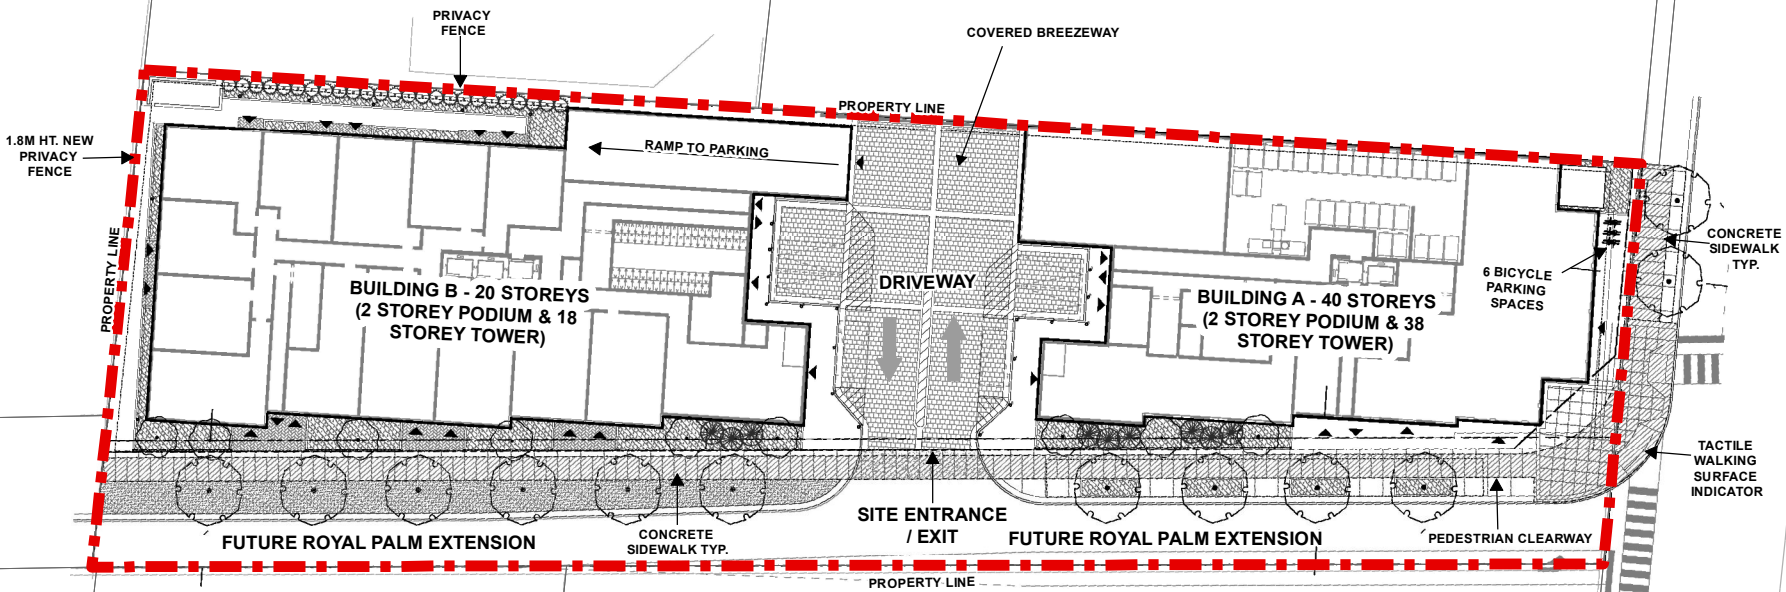 PRIVACY
FENCE
COVERED BREEZEWAY
PROPERTY LINE
1.8M HT. NEW
PRIVACY
FENCE
RAMP TO PARKING
PROPERTY LINE
CONCRETE
SIDEWALK
TYP.
6 BICYCLE
PARKING
SPACES
DRIVEWAY
BUILDING B - 20 STOREYS
(2 STOREY PODIUM & 18
STOREY TOWER)
BUILDING A - 40 STOREYS
(2 STOREY PODIUM & 38
STOREY TOWER)
TACTILE
WALKING
SURFACE
INDICATOR
SITE ENTRANCE
/ EXIT
FUTURE ROYAL PALM EXTENSION
CONCRETE
SIDEWALK TYP.
FUTURE ROYAL PALM EXTENSION
PEDESTRIAN CLEARWAY
PROPERTY LINE